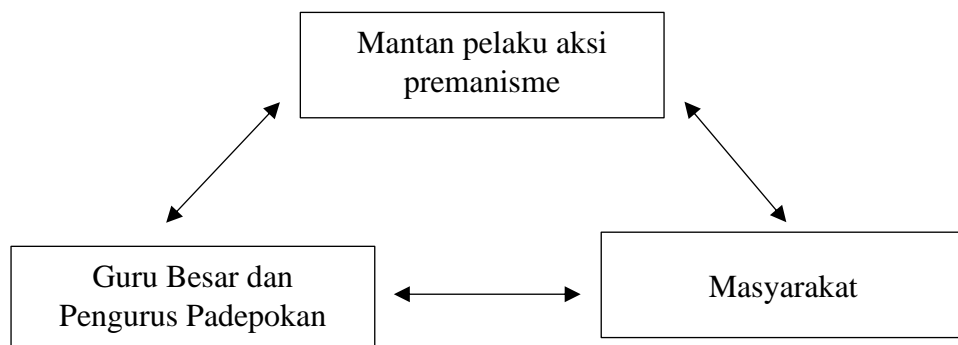 Mantan pelaku aksi
premanisme
Guru Besar dan
Pengurus Padepokan
Masyarakat